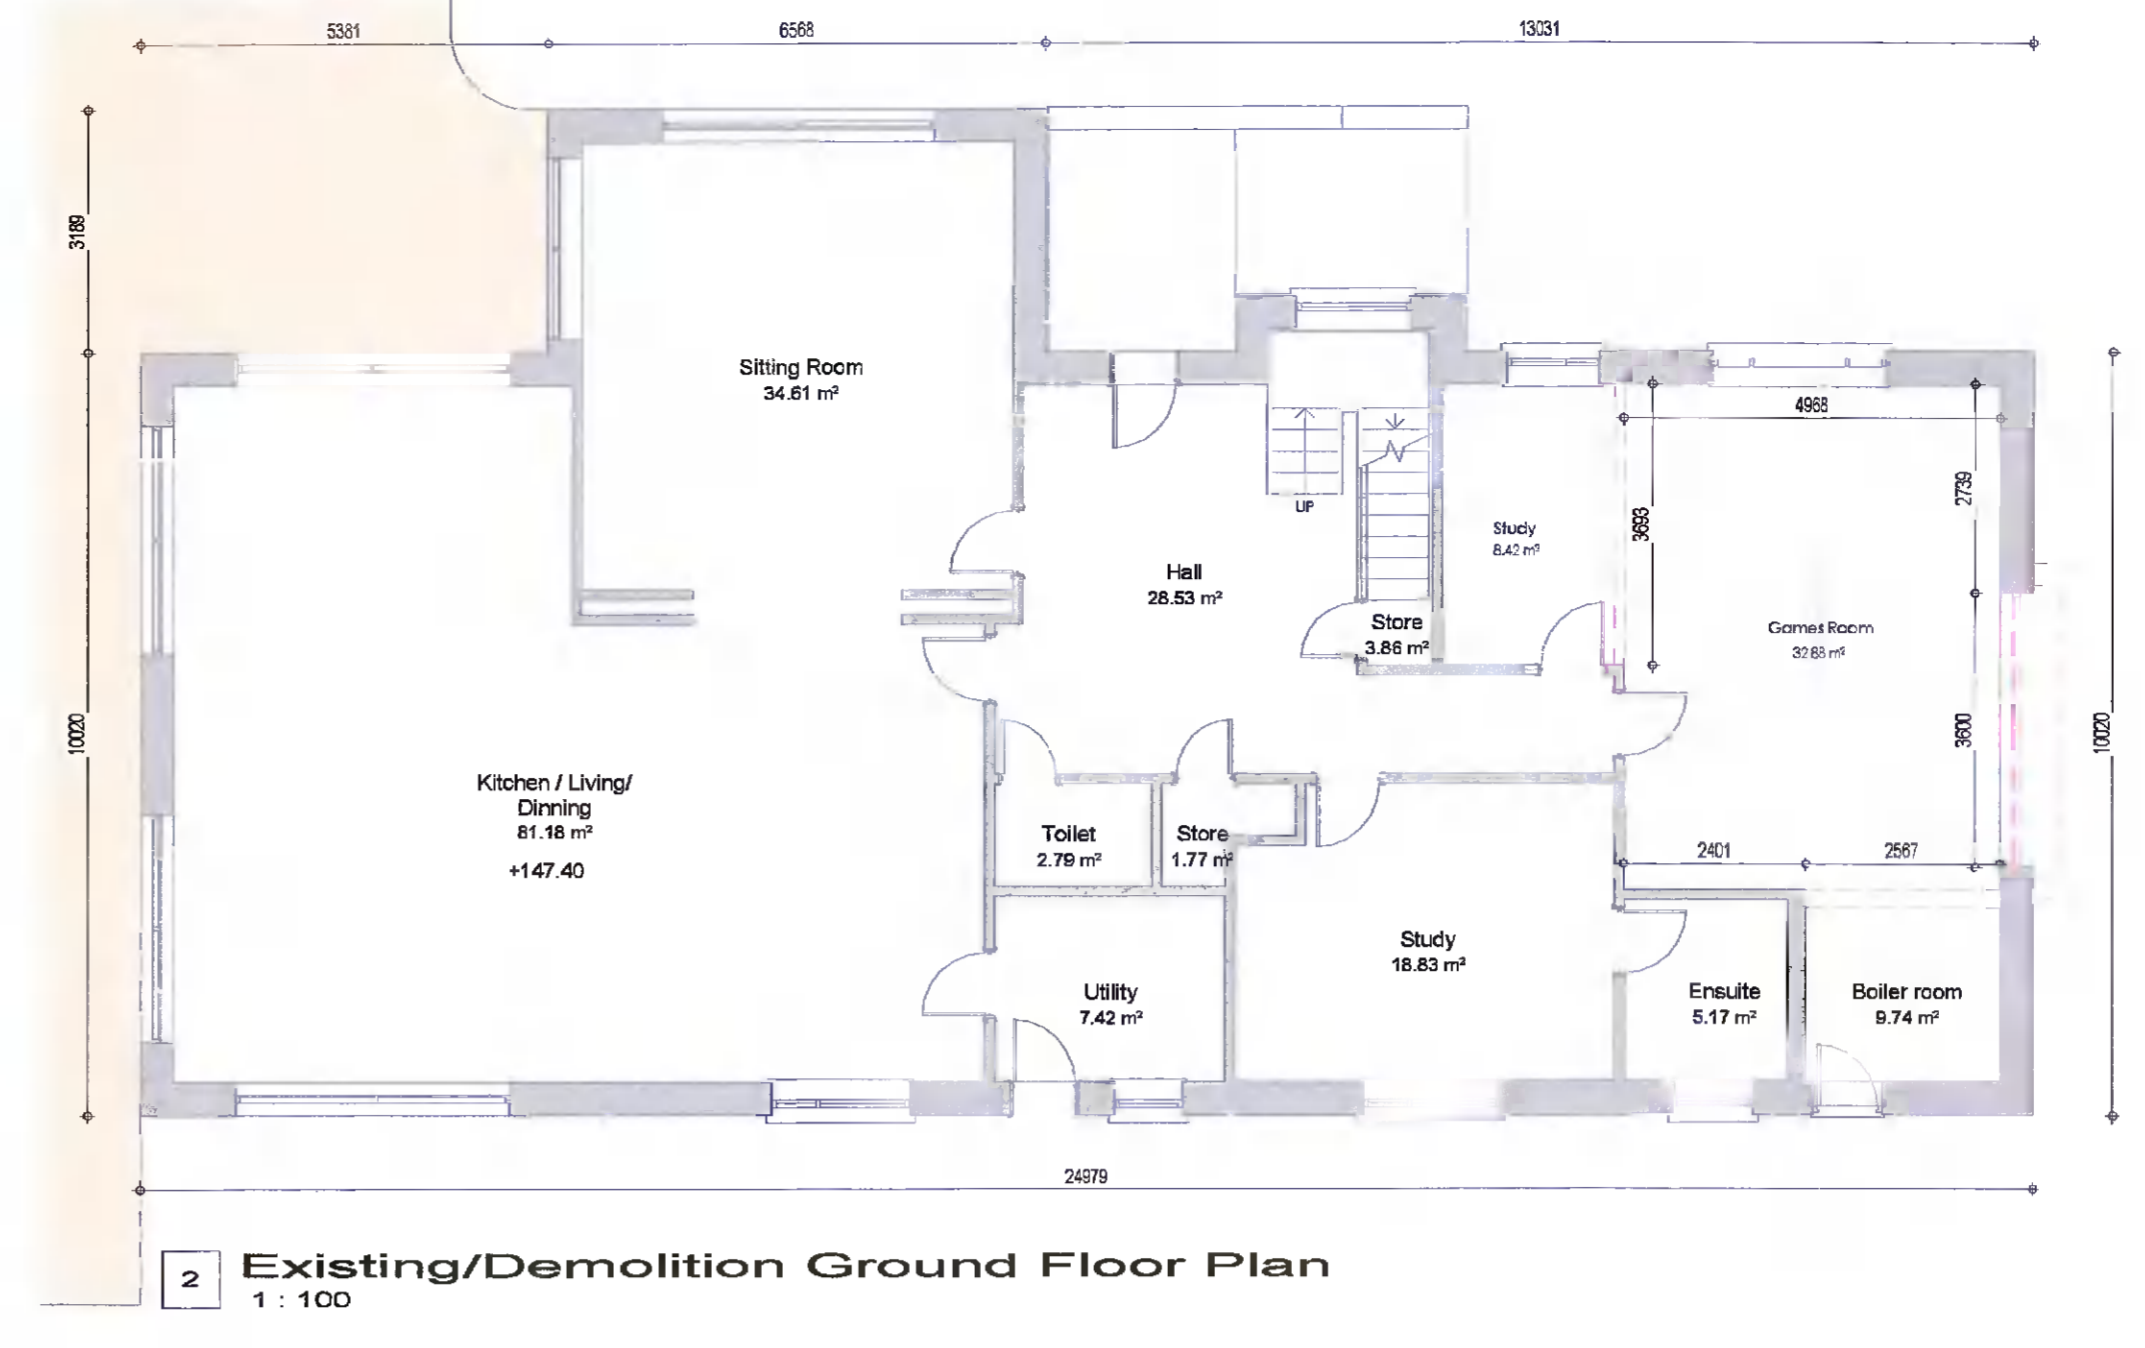 5381
6568
13031
3189
Sitting Room
34.61 m²
4968
2739
3693
UP
Study
8.42 m²
Hall
28.53 m²
Store
3.86 m²
Games Room
32.88 m²
10020
3600
10020
Kitchen / Living/
Dinning
81.18 m²
+147.40
Toilet
2.79 m²
Store
1.77 m²
2401
2567
Study
18.83 m²
Utility
7.42 m²
Ensuite
5.17 m²
Boiler room
9.74 m²
24979
2
Existing/Demolition Ground Floor Plan
1 : 100